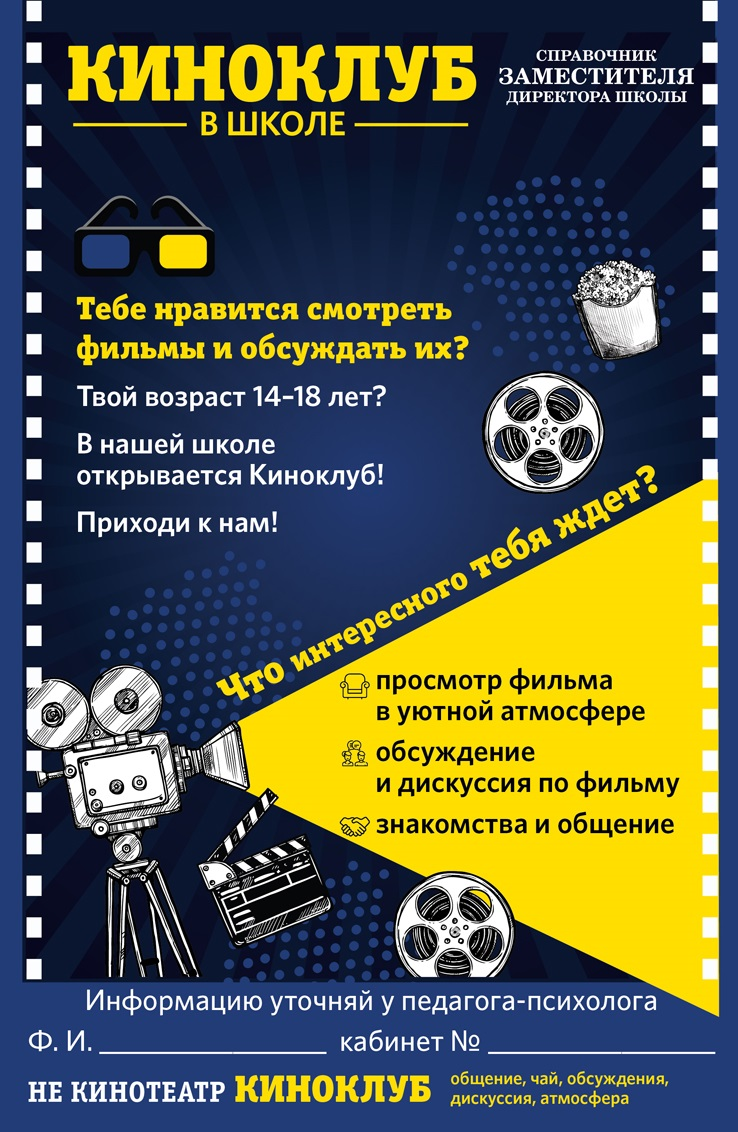 КИНОКЛУБ
В ШКОЛЕ
СПРАВОЧНИК
ЗАМЕСТИТЕЛЯ
ДИРЕКТОРА ШКОЛЫ
Тебе нравится смотреть
фильмы и обсуждать их?
Твой возраст 14–18 лет?
В нашей школе
открывается Киноклуб!
Приходи к нам!
Что интересного тебя ждет?
просмотр фильма
в уютной атмосфере
обсуждение
и дискуссия по фильму
знакомства и общение
Информацию уточняй у педагога-психолога
Ф. И. ________________ кабинет № ________________
НЕ КИНОТЕАТР КИНОКЛУБ
общение, чай, обсуждения,
дискуссия, атмосфера